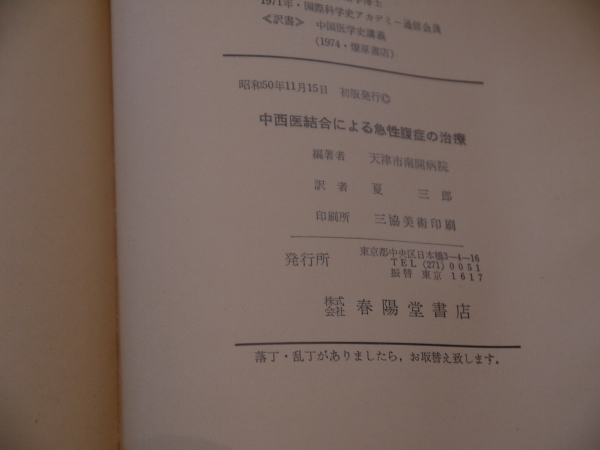 1971年・国際科学史アカデミー通信会員
〈訳書〉 中国医学史講義
(1974・燎原書店)
昭和50年11月15日 初版発行©
中西医結合による急性腹症の治療
編著者 天津市南開病院
訳者 夏三郎
印刷所 三協美術印刷
発行所 東京都中央区日本橋3-4-16
TEL (271) 0051
振替 東京 1617
株式会社 春陽堂書店
落丁・乱丁がありましたら,お取替え致します。